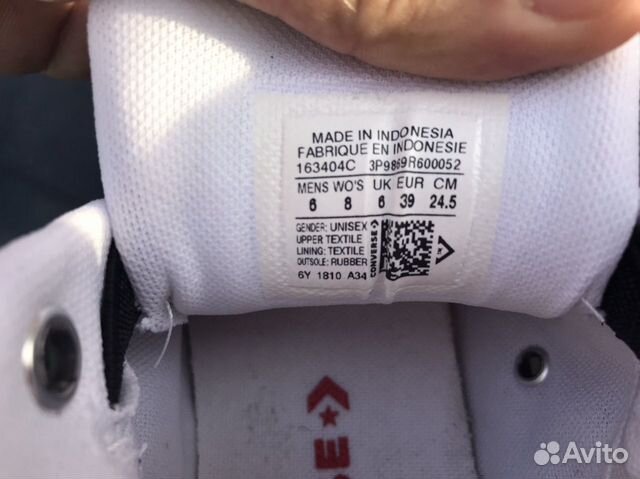 MADE IN INDONESIA
FABRIQUE EN INDONESIE
163404C 3P9869R600052
MENS WO'S UK EUR CM
6 8 6 39 24.5
GENDER: UNISEX
UPPER TEXTILE
LINING: TEXTILE
OUTSOLE: RUBBER
6Y 1810 A34
CONVERSE
Avito